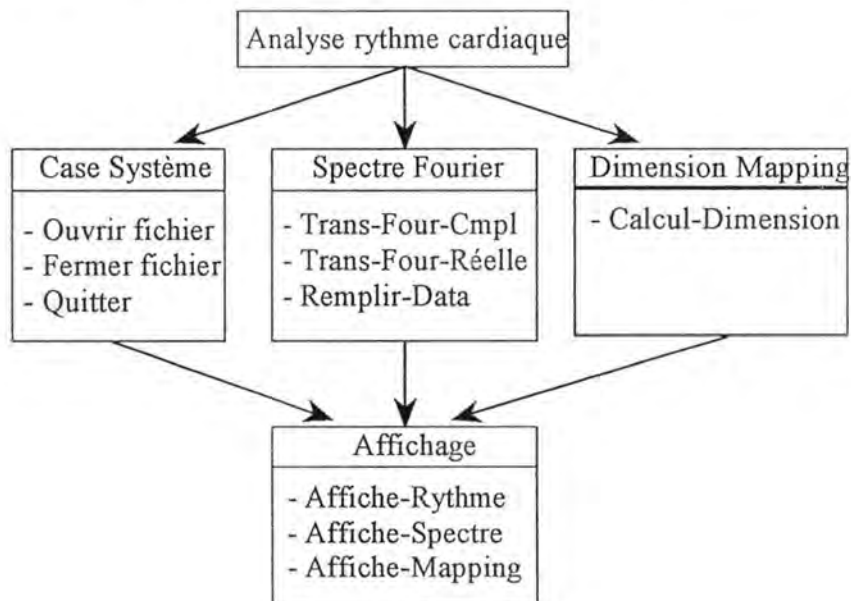 Analyse rythme cardiaque
Case Système
- Ouvrir fichier
- Fermer fichier
- Quitter
Spectre Fourier
- Trans-Four-Cmpl
- Trans-Four-Réelle
- Remplir-Data
Dimension Mapping
- Calcul-Dimension
Affichage
- Affiche-Rythme
- Affiche-Spectre
- Affiche-Mapping